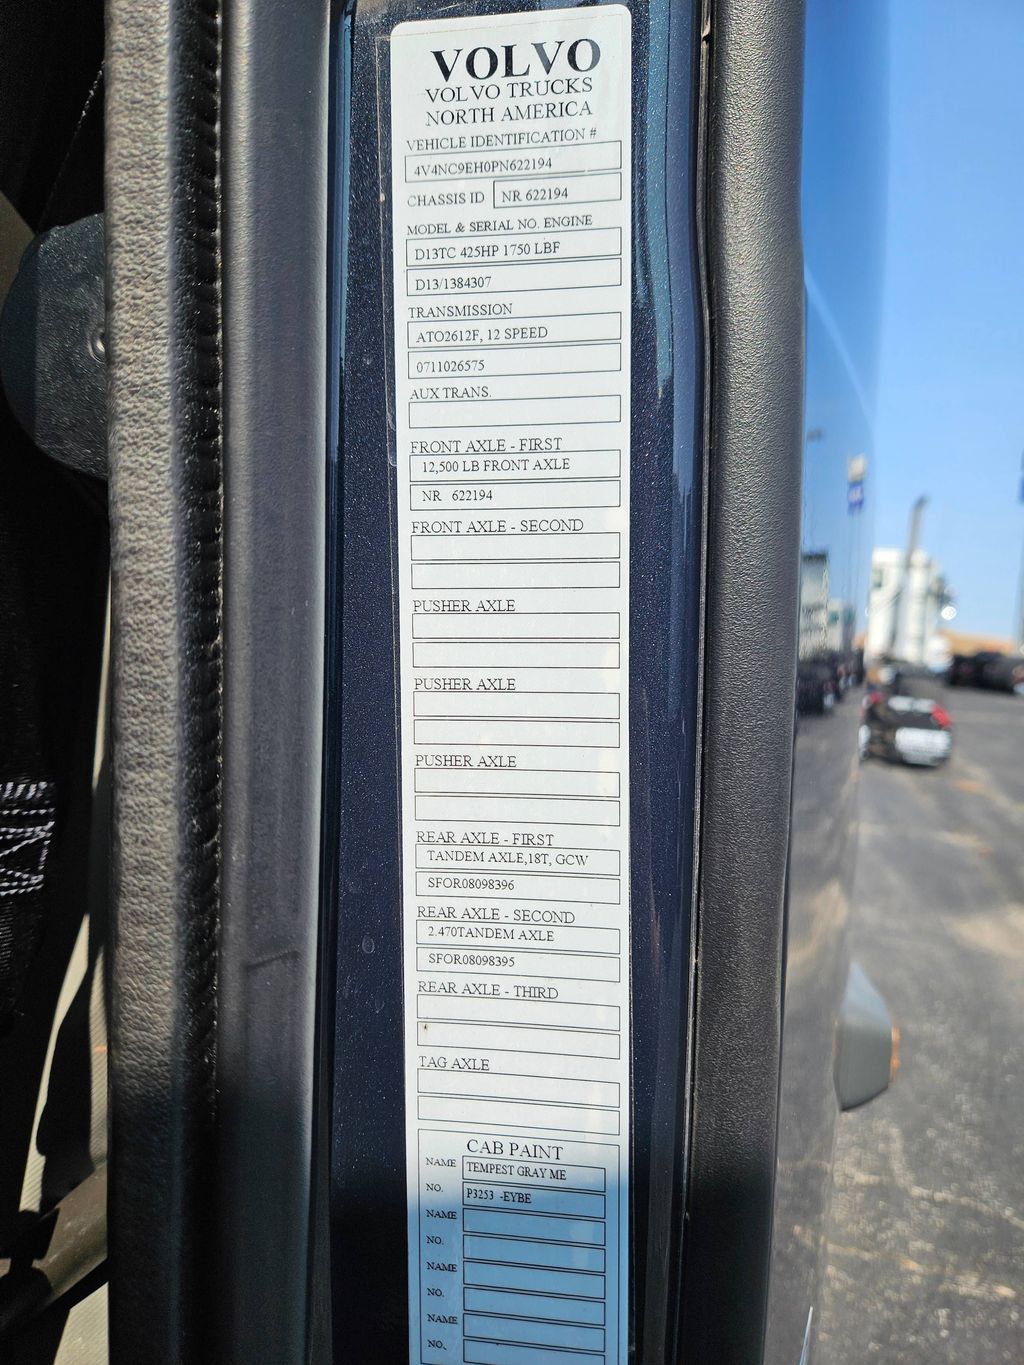 VOLVO
VOLVO TRUCKS
NORTH AMERICA
VEHICLE IDENTIFICATION #
4V4NC9EH0PN622194
CHASSIS ID NR 622194
MODEL & SERIAL NO. ENGINE
D13TC 425HP 1750 LBF
D13/1384307
TRANSMISSION
ATO2612F, 12 SPEED
0711026575
AUX TRANS.
FRONT AXLE - FIRST
12,500 LB FRONT AXLE
NR 622194
FRONT AXLE - SECOND
PUSHER AXLE
PUSHER AXLE
PUSHER AXLE
REAR AXLE - FIRST
TANDEM AXLE,18T, GCW
SFOR08098396
REAR AXLE - SECOND
2.470TANDEM AXLE
SFOR08098395
REAR AXLE - THIRD
TAG AXLE
CAB PAINT
NAME TEMPEST GRAY ME
NO. P3253 -EYBE
NAME
NO.
NAME
NO.
NAME
NO.